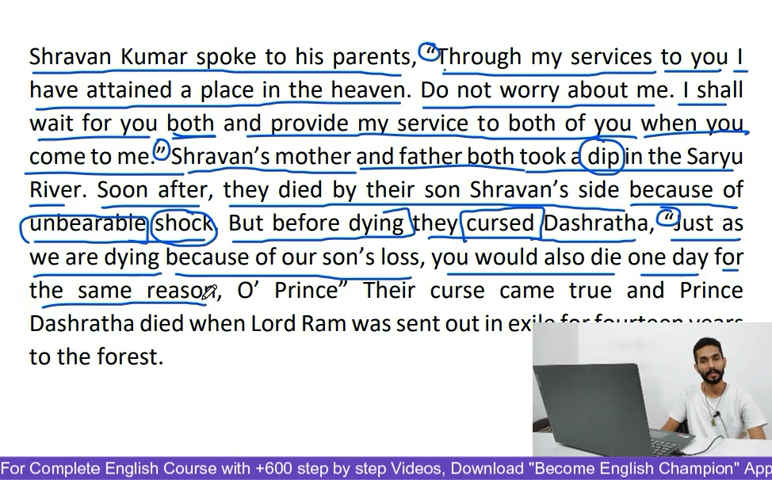 Shravan Kumar spoke to his parents, "Through my services to you I
have attained a place in the heaven. Do not worry about me. I shall
wait for you both and provide my service to both of you when you
come to me." Shravan's mother and father both took a dip in the Saryu
River. Soon after, they died by their son Shravan's side because of
unbearable shock. But before dying they cursed Dashratha, "Just as
we are dying because of our son's loss, you would also die one day for
the same reason, O' Prince" Their curse came true and Prince
Dashratha died when Lord Ram was sent out in exile for fourteen years
to the forest.
For Complete English Course with +600 step by step Videos, Download "Become English Champion" App